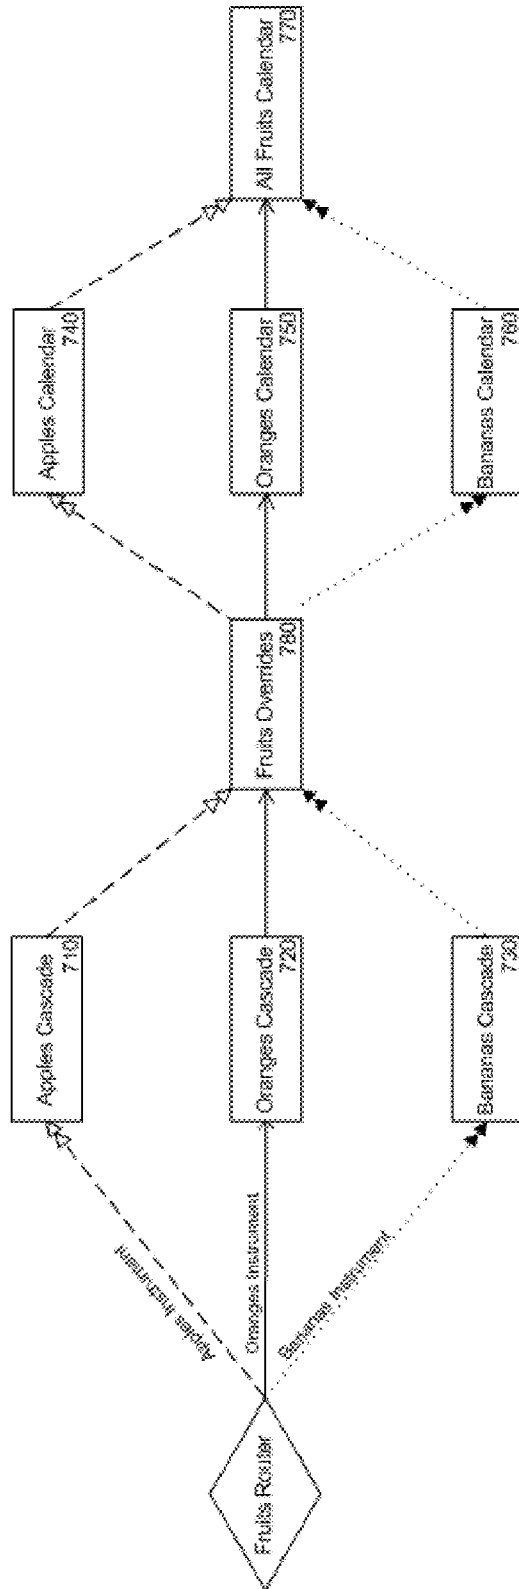 Fruits Router
Apples Instrument
Oranges Instrument
Bananas Instrument
Apples Cascade
710
Oranges Cascade
720
Bananas Cascade
730
Fruits Overrides
780
Apples Calendar
740
Oranges Calendar
750
Bananas Calendar
760
All Fruits Calendar
770